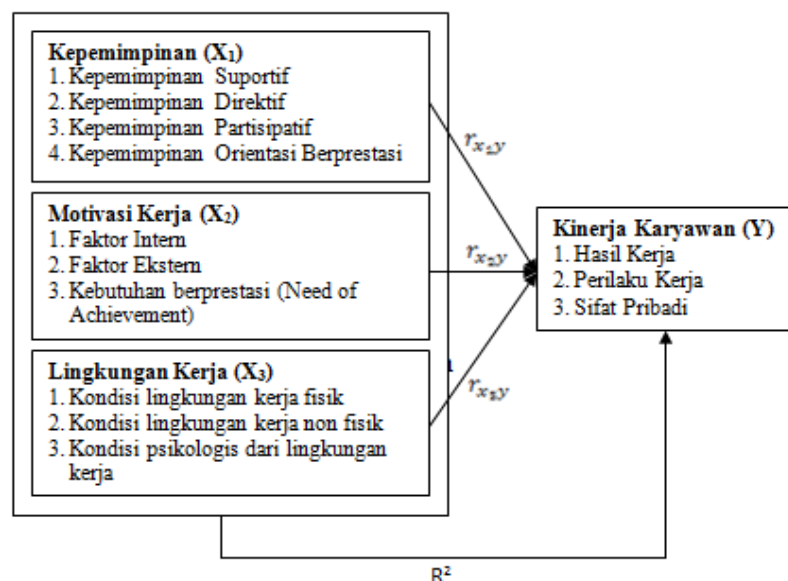 Kepemimpinan (X₁)
1. Kepemimpinan Suportif
2. Kepemimpinan Direktif
3. Kepemimpinan Partisipatif
4. Kepemimpinan Orientasi Berprestasi
rₓ₁y
Motivasi Kerja (X₂)
1. Faktor Intern
2. Faktor Ekstern
3. Kebutuhan berprestasi (Need of
Achievement)
rₓ₂y
Kinerja Karyawan (Y)
1. Hasil Kerja
2. Perilaku Kerja
3. Sifat Pribadi
Lingkungan Kerja (X₃)
1. Kondisi lingkungan kerja fisik
2. Kondisi lingkungan kerja non fisik
3. Kondisi psikologis dari lingkungan
kerja
rₓ₃y
R²